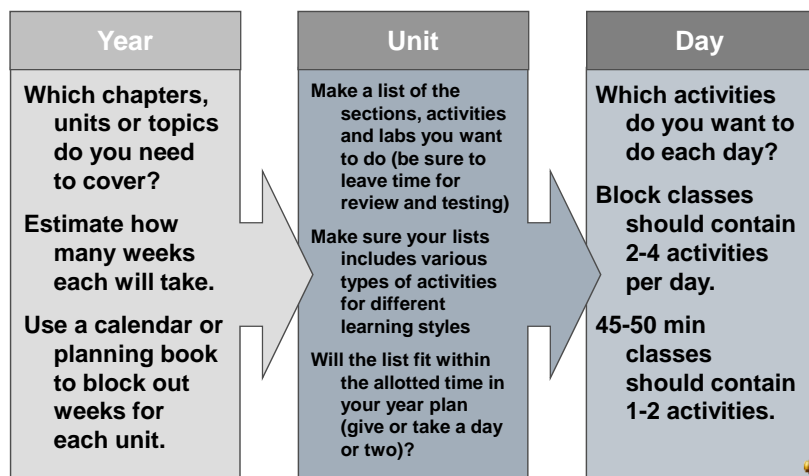 Year
Which chapters,
units or topics
do you need
to cover?
Estimate how
many weeks
each will take.
Use a calendar or
planning book
to block out
weeks for
each unit.
Unit
Make a list of the
sections, activities
and labs you want
to do (be sure to
leave time for
review and testing)
Make sure your lists
includes various
types of activities
for different
learning styles
Will the list fit within
the allotted time in
your year plan
(give or take a day
or two)?
Day
Which activities
do you want to
do each day?
Block classes
should contain
2-4 activities
per day.
45-50 min
classes
should contain
1-2 activities.